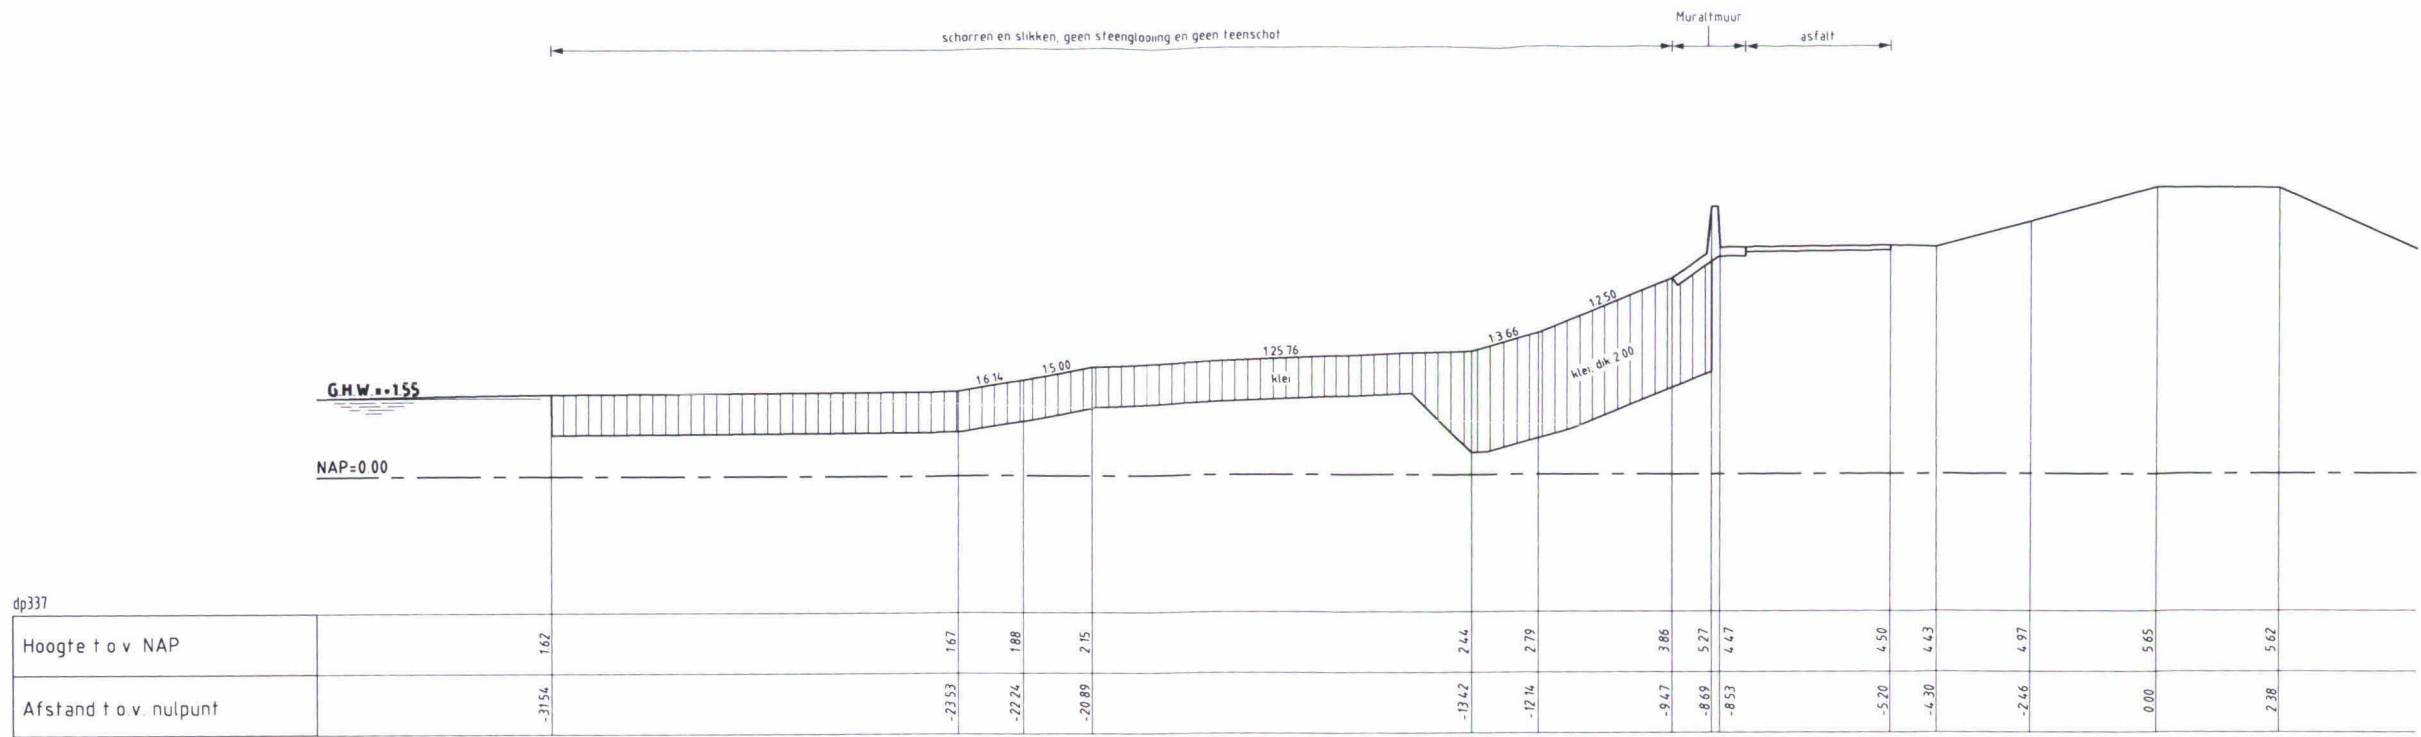 Muraltmuur
schorren en slikken, geen steenglooiing en geen teenschot
asfalt
1:2.50
1:3.66
klei, dik 2.00
1:25.76
klei
1:5.00
1:6.14
G.H.W.=+1.55
NAP=0.00
dp337
Hoogte t o v NAP 1.62 1.67 1.88 2.15 2.44 2.79 3.86 5.27 4.47 4.50 4.43 4.97 5.65 5.62
Afstand t.o.v. nulpunt -31.54 -23.53 -22.24 -20.89 -13.42 -12.14 -9.47 -8.69 -8.53 -5.20 -4.30 -2.46 0.00 2.38